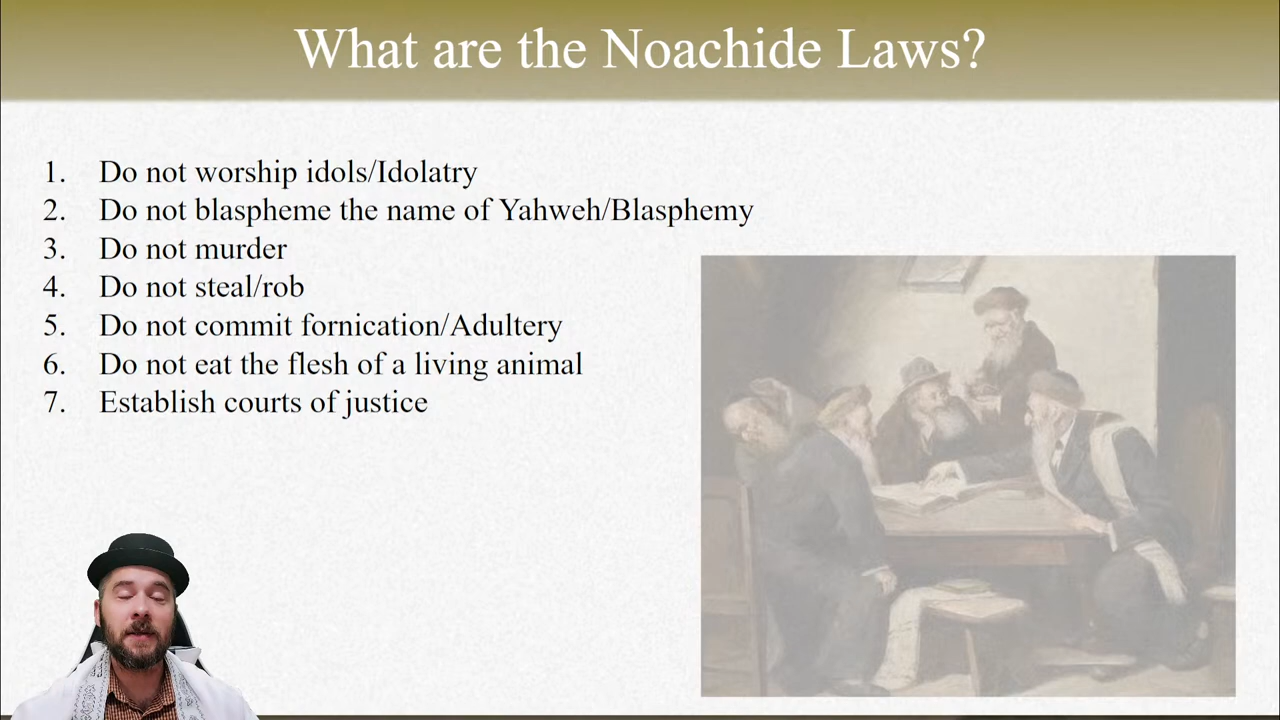 What are the Noachide Laws?
1. Do not worship idols/Idolatry
2. Do not blaspheme the name of Yahweh/Blasphemy
3. Do not murder
4. Do not steal/rob
5. Do not commit fornication/Adultery
6. Do not eat the flesh of a living animal
7. Establish courts of justice